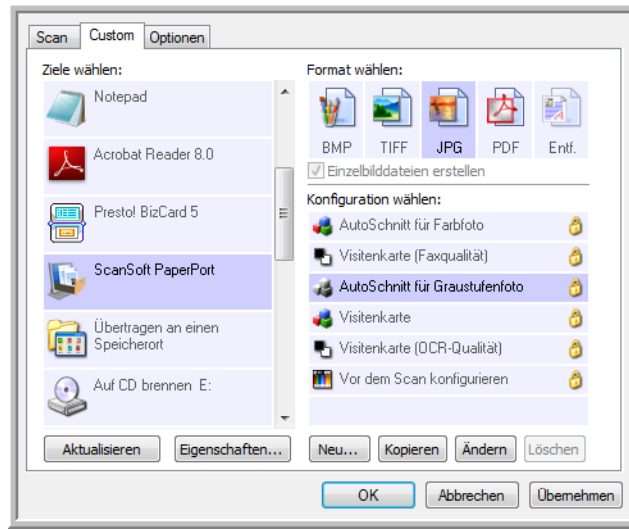 Scan
Custom
Optionen
Ziele wählen:
Notepad
Acrobat Reader 8.0
Presto! BizCard 5
ScanSoft PaperPort
Übertragen an einen
Speicherort
Auf CD brennen E:
Aktualisieren
Eigenschaften...
Format wählen:
BMP
TIFF
JPG
PDF
Entf.
Einzelbilddateien erstellen
Konfiguration wählen:
AutoSchnitt für Farbfoto
Visitenkarte (Faxqualität)
AutoSchnitt für Graustufenfoto
Visitenkarte
Visitenkarte (OCR-Qualität)
Vor dem Scan konfigurieren
Neu...
Kopieren
Ändern
Löschen
OK
Abbrechen
Übernehmen